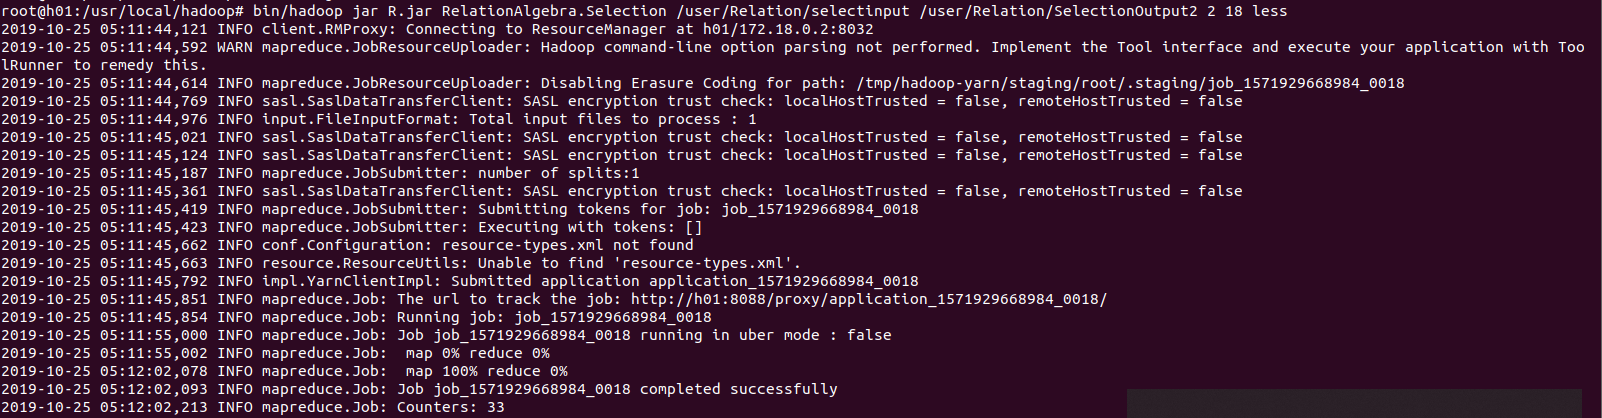 root@h01:/usr/local/hadoop# bin/hadoop jar R.jar RelationAlgebra.Selection /user/Relation/selectinput /user/Relation/SelectionOutput2 2 18 less
2019-10-25 05:11:44,121 INFO client.RMProxy: Connecting to ResourceManager at h01/172.18.0.2:8032
2019-10-25 05:11:44,592 WARN mapreduce.JobResourceUploader: Hadoop command-line option parsing not performed. Implement the Tool interface and execute your application with Too
lRunner to remedy this.
2019-10-25 05:11:44,614 INFO mapreduce.JobResourceUploader: Disabling Erasure Coding for path: /tmp/hadoop-yarn/staging/root/.staging/job_1571929668984_0018
2019-10-25 05:11:44,769 INFO sasl.SaslDataTransferClient: SASL encryption trust check: localHostTrusted = false, remoteHostTrusted = false
2019-10-25 05:11:44,976 INFO input.FileInputFormat: Total input files to process : 1
2019-10-25 05:11:45,021 INFO sasl.SaslDataTransferClient: SASL encryption trust check: localHostTrusted = false, remoteHostTrusted = false
2019-10-25 05:11:45,124 INFO sasl.SaslDataTransferClient: SASL encryption trust check: localHostTrusted = false, remoteHostTrusted = false
2019-10-25 05:11:45,187 INFO mapreduce.JobSubmitter: number of splits:1
2019-10-25 05:11:45,361 INFO sasl.SaslDataTransferClient: SASL encryption trust check: localHostTrusted = false, remoteHostTrusted = false
2019-10-25 05:11:45,419 INFO mapreduce.JobSubmitter: Submitting tokens for job: job_1571929668984_0018
2019-10-25 05:11:45,423 INFO mapreduce.JobSubmitter: Executing with tokens: []
2019-10-25 05:11:45,662 INFO conf.Configuration: resource-types.xml not found
2019-10-25 05:11:45,663 INFO resource.ResourceUtils: Unable to find 'resource-types.xml'.
2019-10-25 05:11:45,792 INFO impl.YarnClientImpl: Submitted application application_1571929668984_0018
2019-10-25 05:11:45,851 INFO mapreduce.Job: The url to track the job: http://h01:8088/proxy/application_1571929668984_0018/
2019-10-25 05:11:45,854 INFO mapreduce.Job: Running job: job_1571929668984_0018
2019-10-25 05:11:55,000 INFO mapreduce.Job: Job job_1571929668984_0018 running in uber mode : false
2019-10-25 05:11:55,002 INFO mapreduce.Job:  map 0% reduce 0%
2019-10-25 05:12:02,078 INFO mapreduce.Job:  map 100% reduce 0%
2019-10-25 05:12:02,093 INFO mapreduce.Job: Job job_1571929668984_0018 completed successfully
2019-10-25 05:12:02,213 INFO mapreduce.Job: Counters: 33